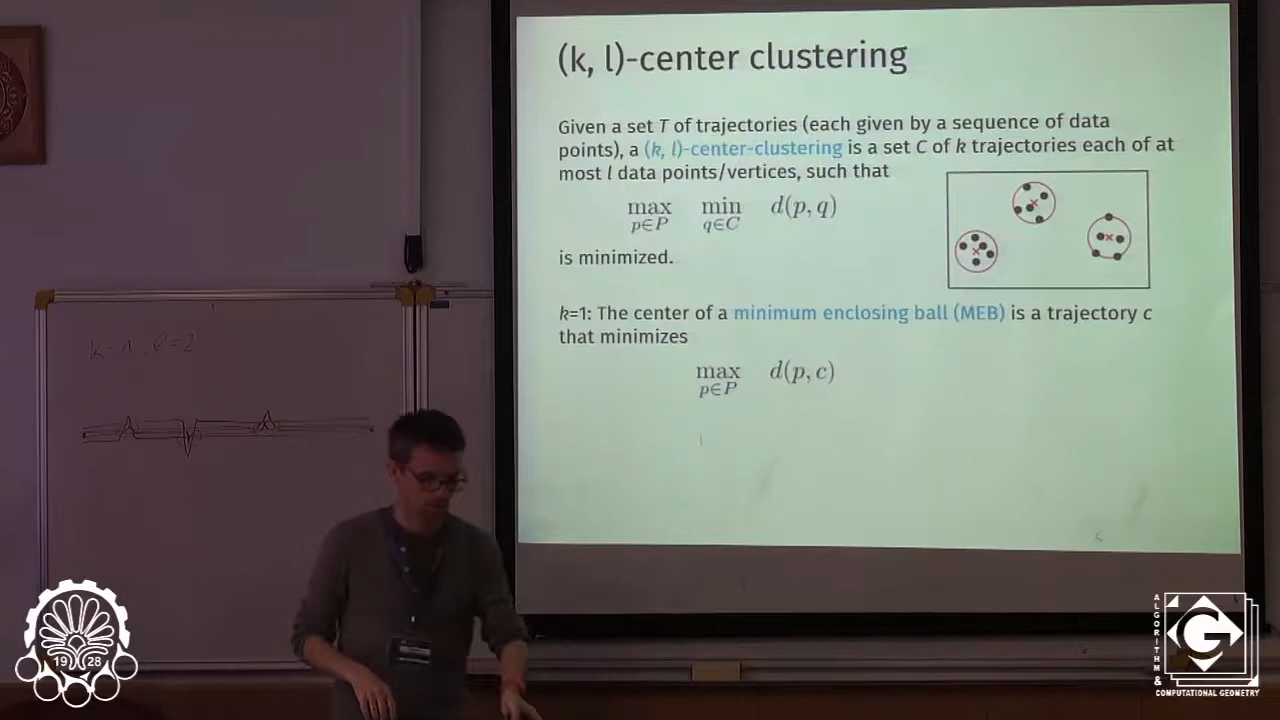 (k, l)-center clustering
Given a set T of trajectories (each given by a sequence of data
points), a (k, l)-center-clustering is a set C of k trajectories each of at
most l data points/vertices, such that
max min d(p, q)
p∈P q∈C
is minimized.
k=1: The center of a minimum enclosing ball (MEB) is a trajectory c
that minimizes
max d(p, c)
p∈P
k=1, l=2
19 28
ALGORITHM &
G
COMPUTATIONAL GEOMETRY